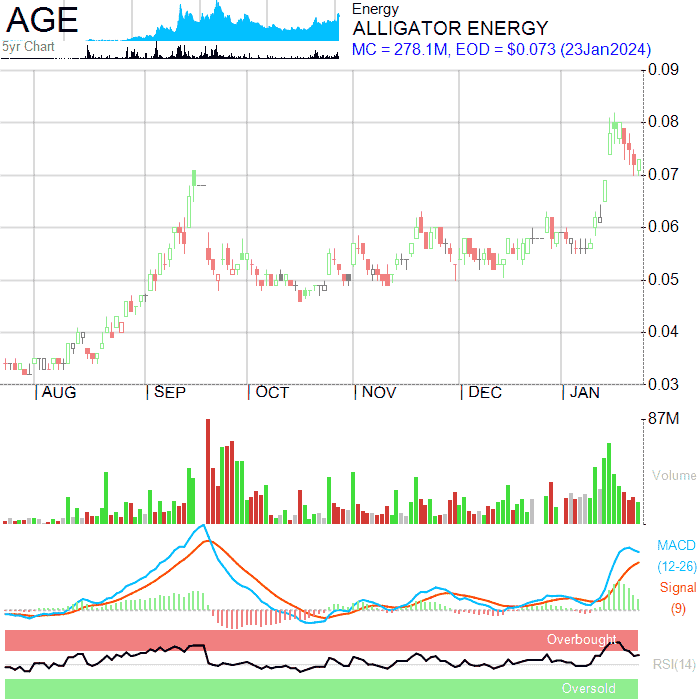 AGE
5yr Chart
Energy
ALLIGATOR ENERGY
MC = 278.1M, EOD = $0.073 (23Jan2024)
0.09
0.08
0.07
0.06
0.05
0.04
0.03
AUG SEP OCT NOV DEC JAN
87M
Volume
MACD
(12-26)
Signal
(9)
Overbought
RSI(14)
Oversold